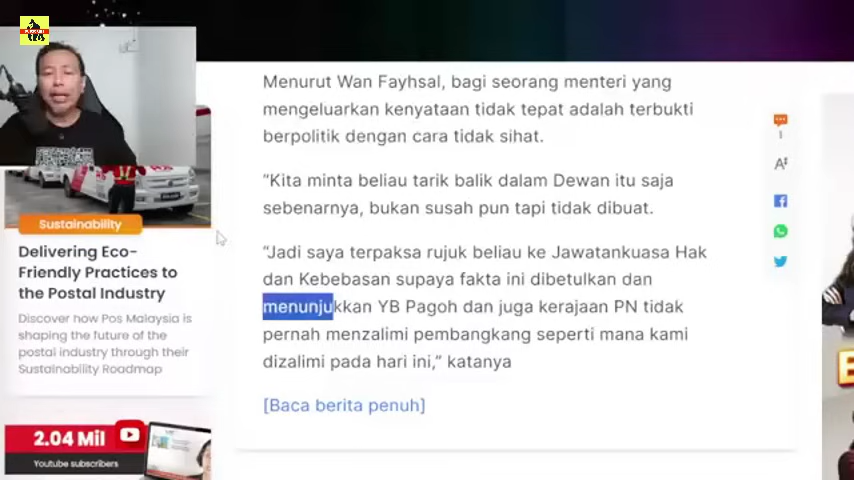 Menurut Wan Fayhsal, bagi seorang menteri yang
mengeluarkan kenyataan tidak tepat adalah terbukti
berpolitik dengan cara tidak sihat.
"Kita minta beliau tarik balik dalam Dewan itu saja
sebenarnya, bukan susah pun tapi tidak dibuat.
"Jadi saya terpaksa rujuk beliau ke Jawatankuasa Hak
dan Kebebasan supaya fakta ini dibetulkan dan
menunjukkan YB Pagoh dan juga kerajaan PN tidak
pernah menzalimi pembangkang seperti mana kami
dizalimi pada hari ini," katanya
[Baca berita penuh]
Sustainability
Delivering Eco-
Friendly Practices to
the Postal Industry
Discover how Pos Malaysia is
shaping the future of the
postal industry through their
Sustainability Roadmap
2.04 Mil
Youtube subscribers
1
A